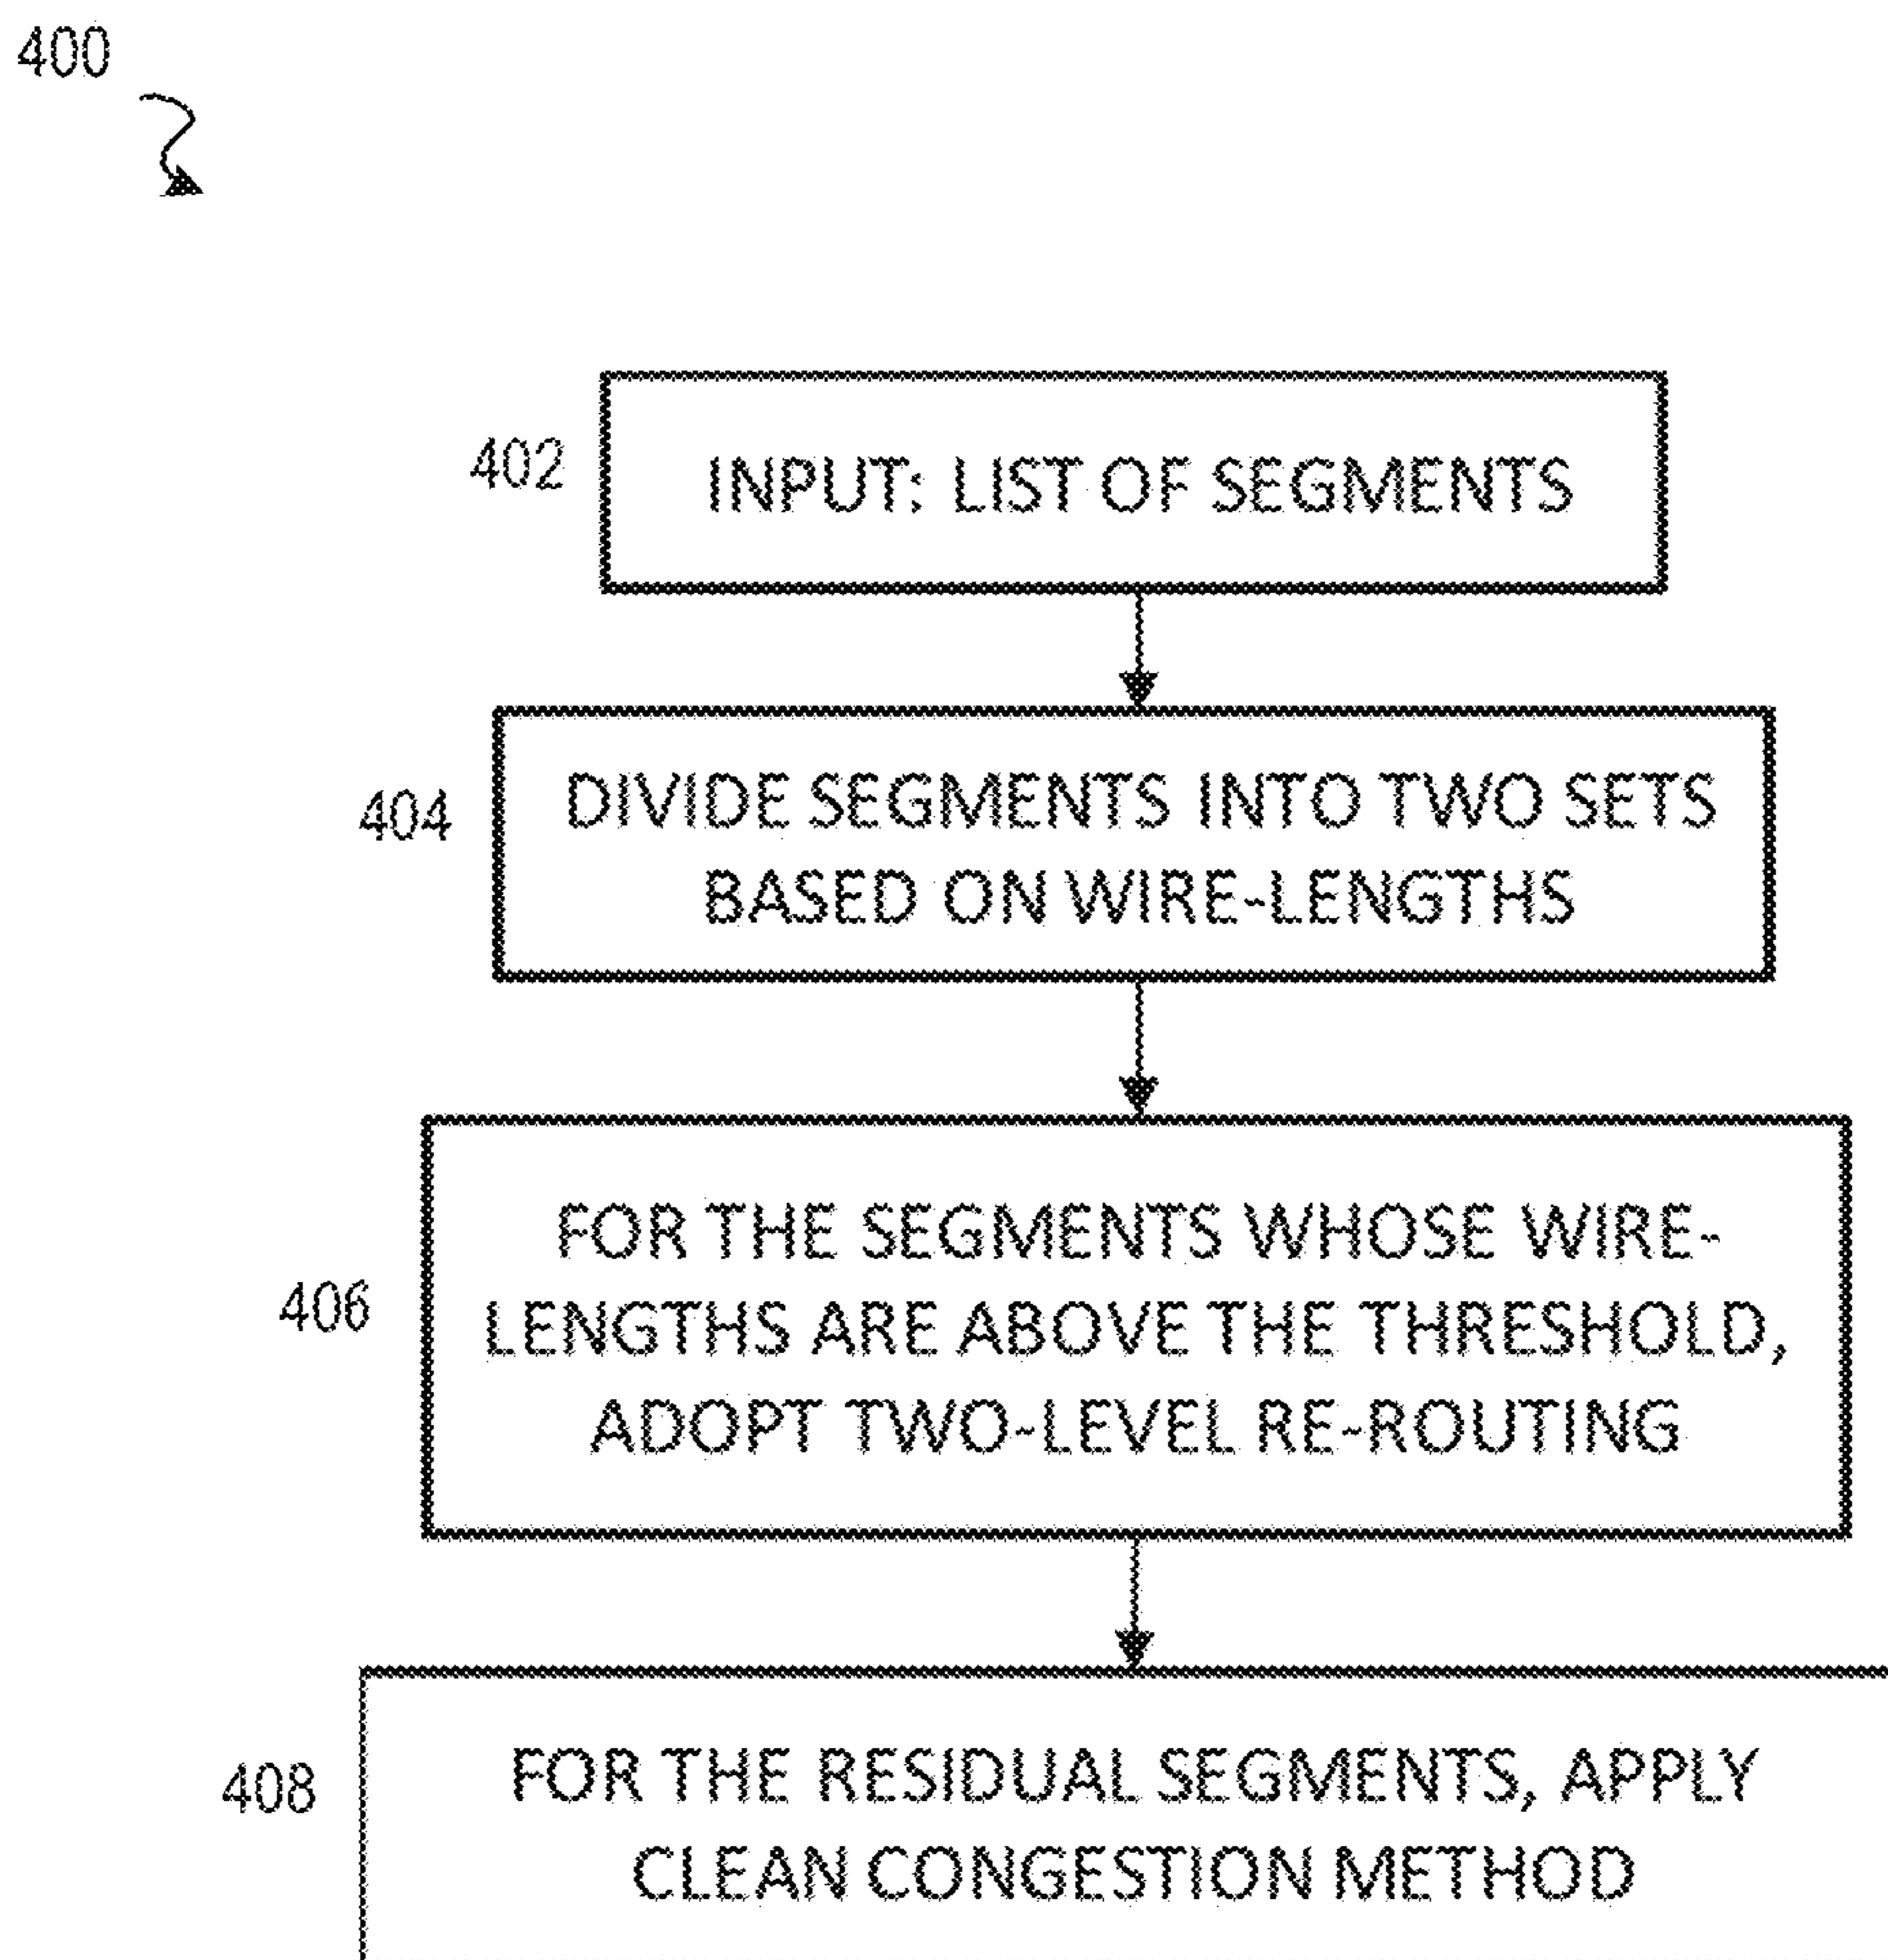 400
402
INPUT: LIST OF SEGMENTS
404
DIVIDE SEGMENTS INTO TWO SETS
BASED ON WIRE-LENGTHS
406
FOR THE SEGMENTS WHOSE WIRE-
LENGTHS ARE ABOVE THE THRESHOLD,
ADOPT TWO-LEVEL RE-ROUTING
408
FOR THE RESIDUAL SEGMENTS, APPLY
CLEAN CONGESTION METHOD